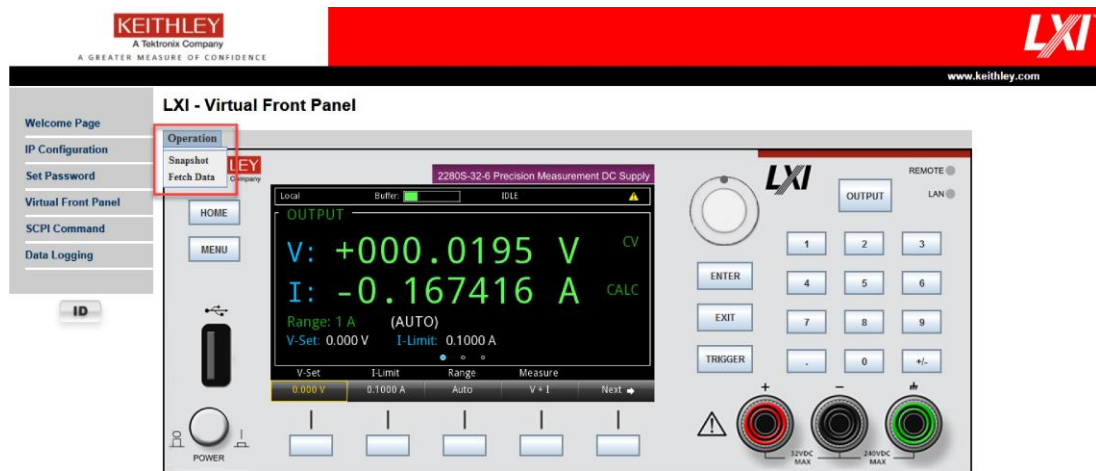 KEITHLEY
A Tektronix Company
A GREATER MEASURE OF CONFIDENCE
LXI
www.keithley.com
Welcome Page
IP Configuration
Set Password
Virtual Front Panel
SCPI Command
Data Logging
ID
LXI - Virtual Front Panel
Operation
Snapshot
Fetch Data
LEY
Company
2280S-32-6 Precision Measurement DC Supply
HOME
MENU
Local Buffer: IDLE
OUTPUT
V: +000.0195 V CV
I: -0.167416 A CALC
Range: 1 A (AUTO)
V-Set: 0.000 V I-Limit: 0.1000 A
V-Set I-Limit Range Measure
0.000 V 0.1000 A Auto V + I Next
POWER
LXI
OUTPUT
REMOTE
LAN
ENTER
EXIT
TRIGGER
1 2 3
4 5 6
7 8 9
. 0 +/-
+ -
32VDC MAX
240VDC MAX